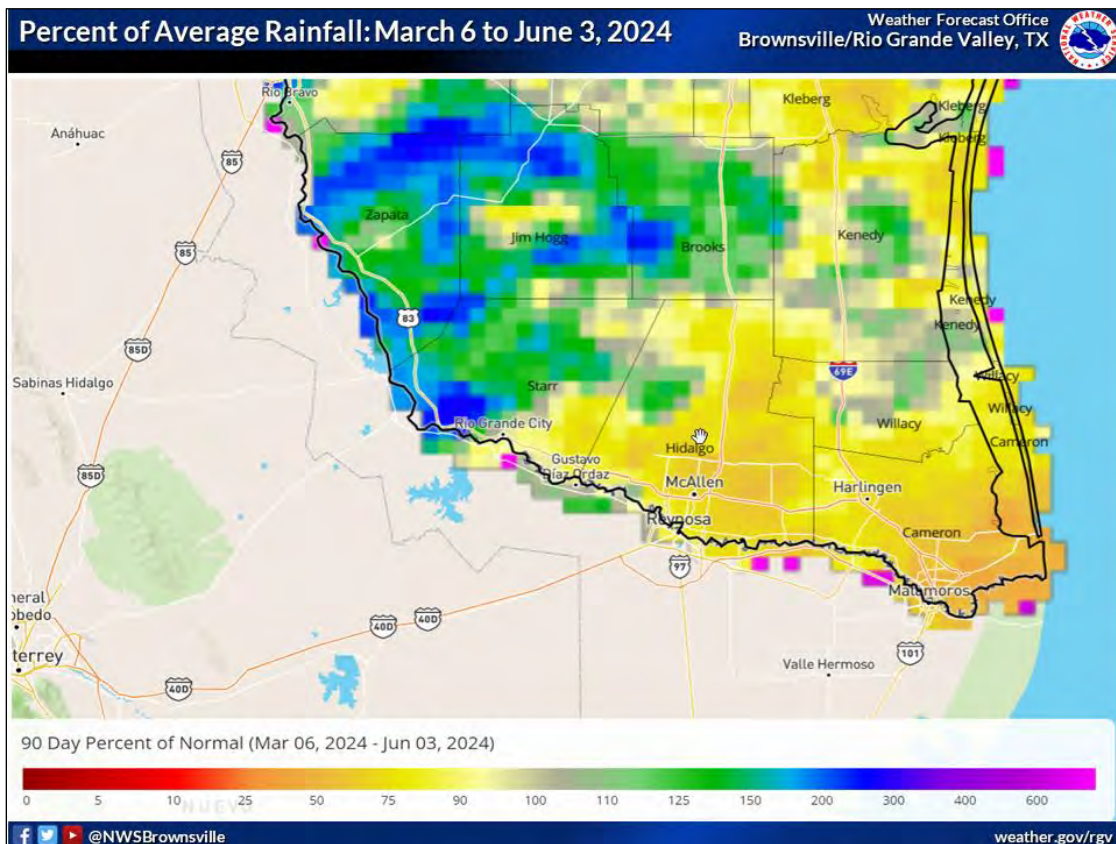 Percent of Average Rainfall: March 6 to June 3, 2024
Weather Forecast Office
Brownsville/Rio Grande Valley, TX
Rio Bravo
Kleberg
Kleberg
Kleberg
Anáhuac
85
Zapata
Jim Hogg
Brooks
Kenedy
85
Kenedy
Kenedy
83
85D
69E
Sabinas Hidalgo
Starr
Willacy
Willacy
Willacy
Rio Grande City
Cameron
Hidalgo
Gustavo
Díaz Ordaz
85D
McAllen
Harlingen
Reynosa
Cameron
97
Matamoros
neral
obedo
40D
40D
terrey
101
Valle Hermoso
40D
90 Day Percent of Normal (Mar 06, 2024 - Jun 03, 2024)
0 5 10 25 50 75 90 100 110 125 150 200 300 400 600
@NWSBrownsville
weather.gov/rgv